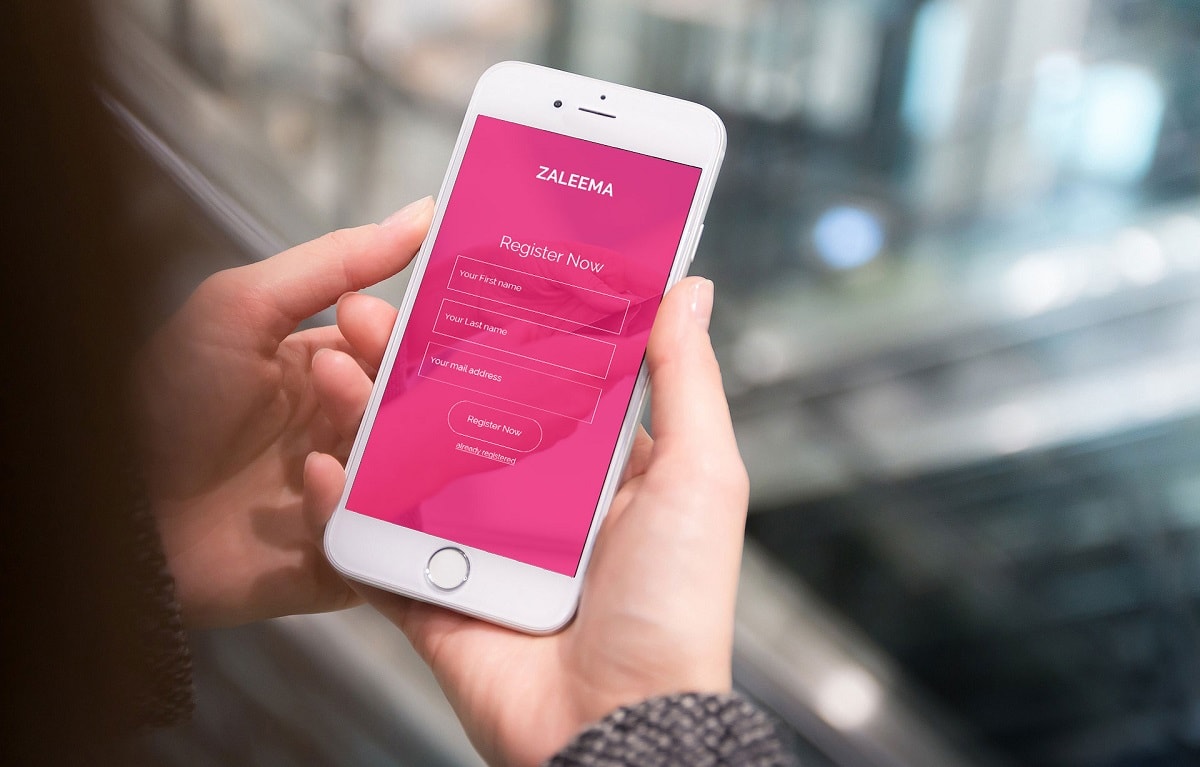 ZALEEMA
Register Now
Your First name
Your Last name
Your mail address
Register Now
already registered